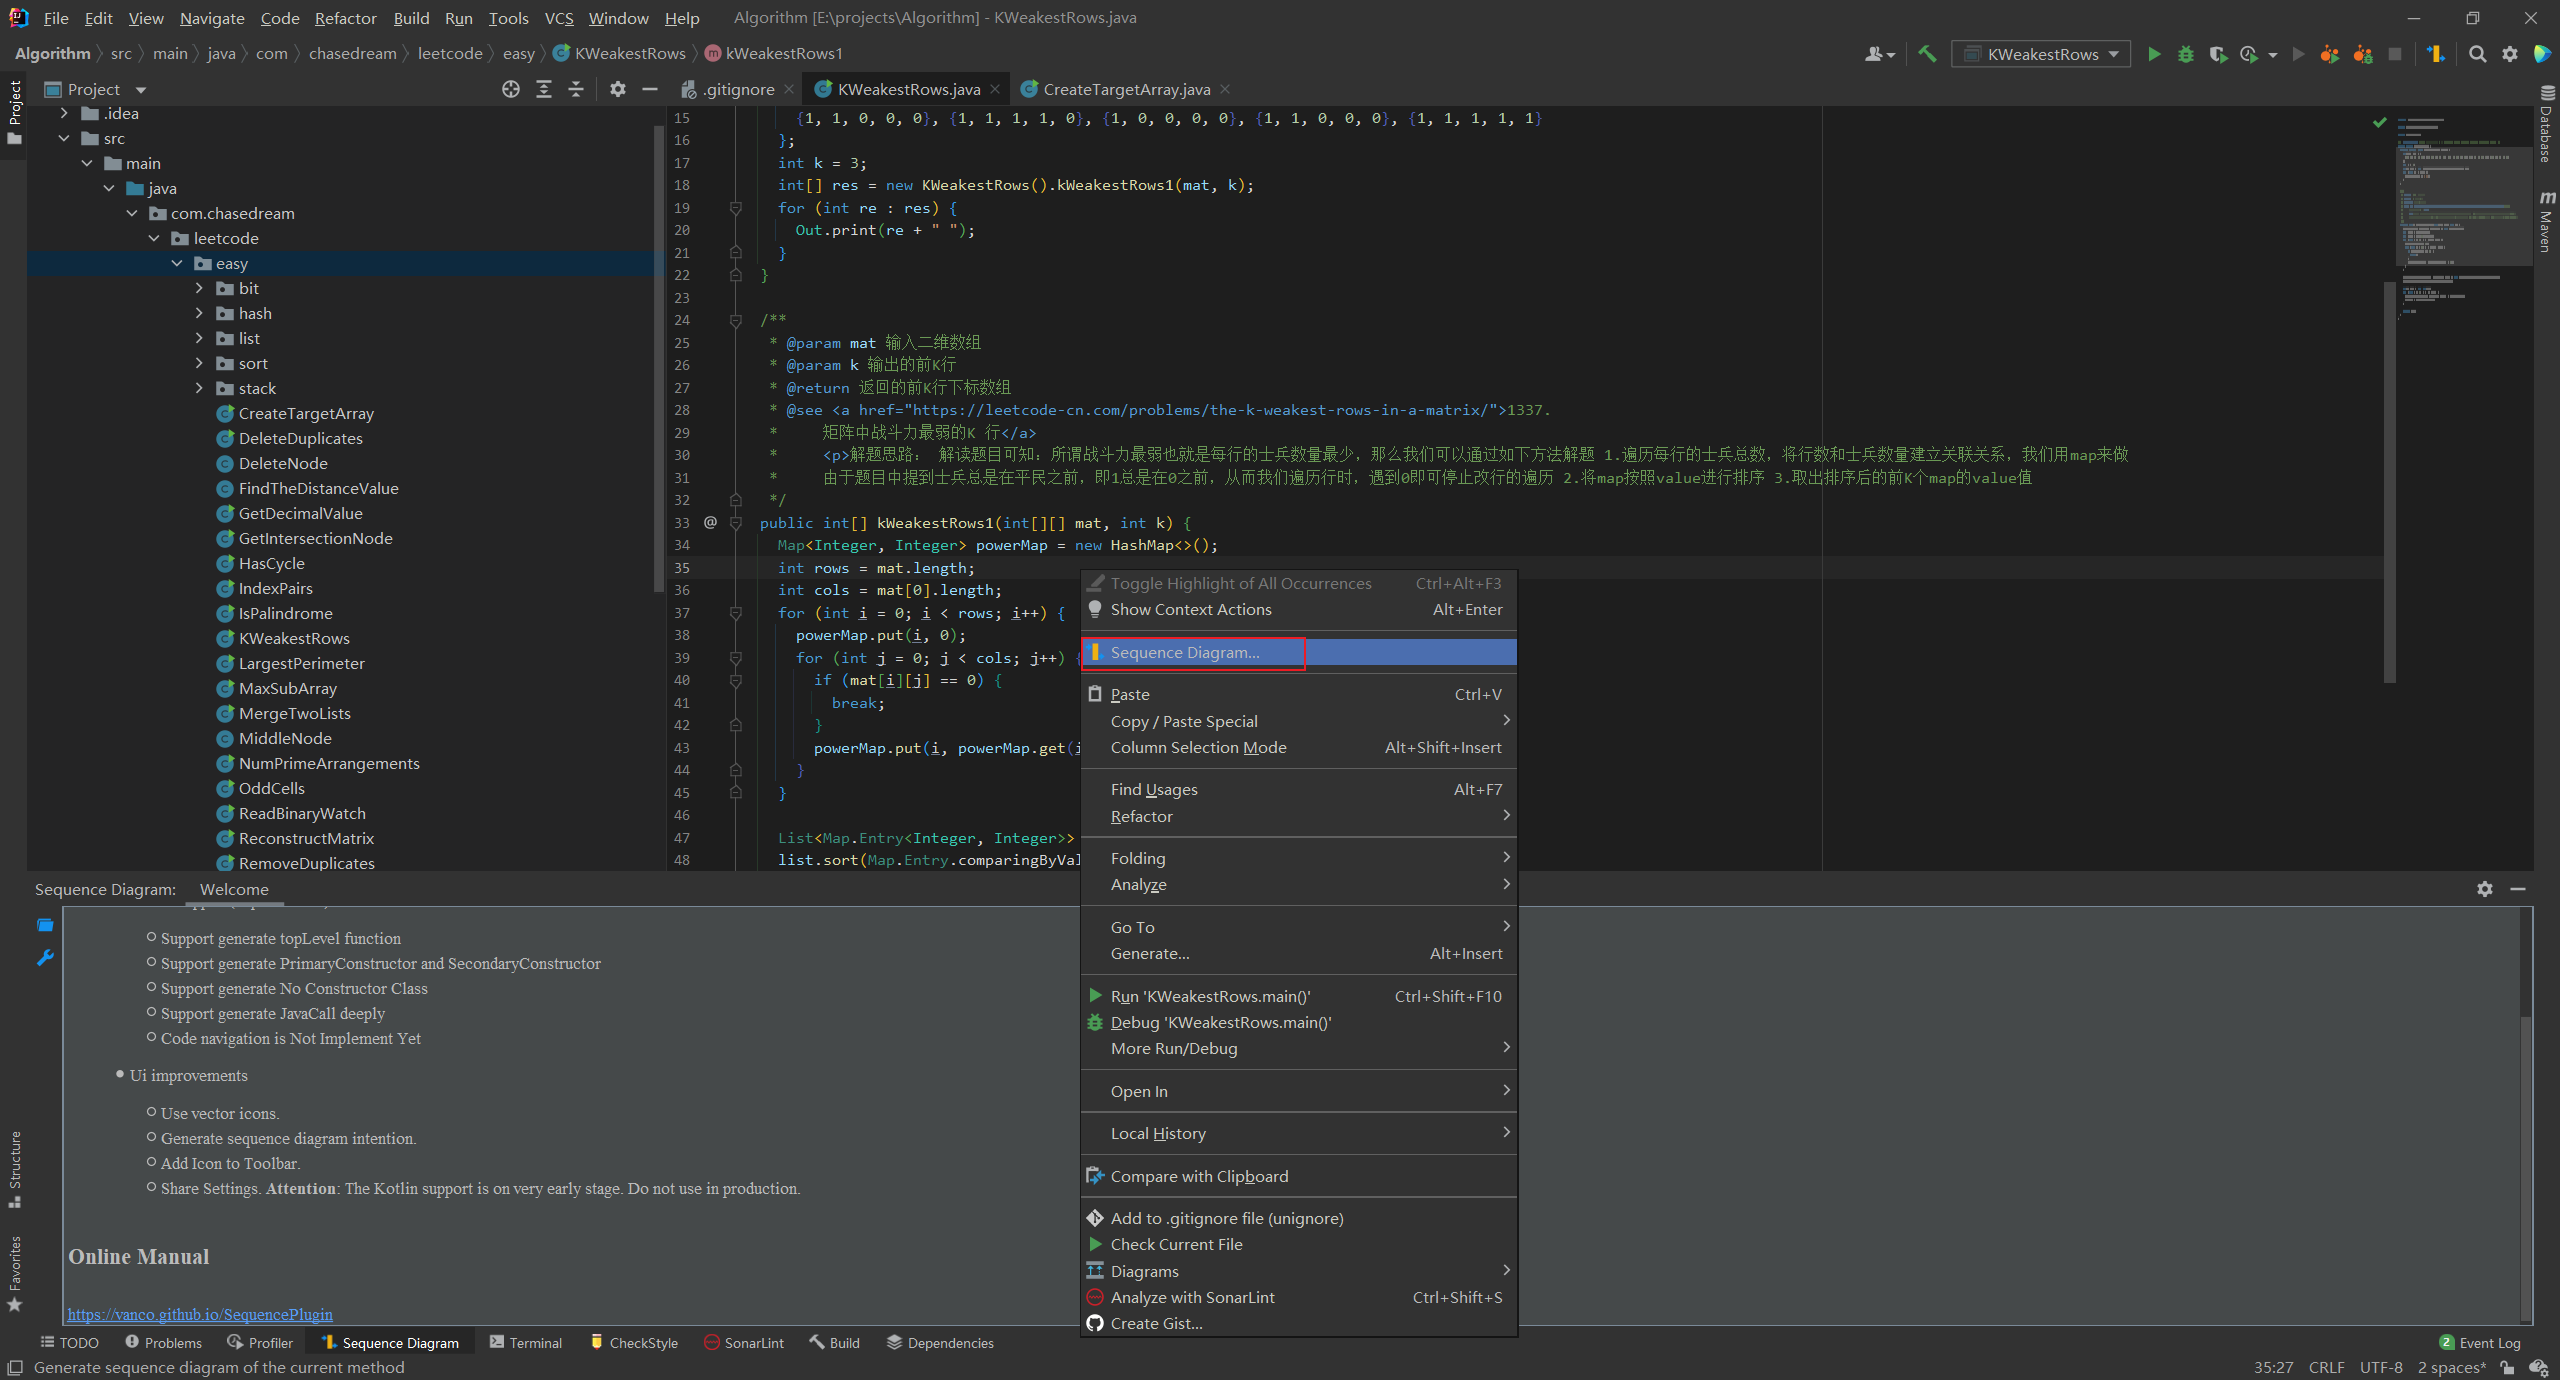 File Edit View Navigate Code Refactor Build Run Tools VCS Window Help Algorithm [E:\projects\Algorithm] - KWeakestRows.java
Algorithm src main java com chasedream leetcode easy KWeakestRows kWeakestRows1
KWeakestRows
Project
Project
.gitignore
KWeakestRows.java
CreateTargetArray.java
.idea
src
main
java
com.chasedream
leetcode
easy
bit
hash
list
sort
stack
CreateTargetArray
DeleteDuplicates
DeleteNode
FindTheDistanceValue
GetDecimalValue
GetIntersectionNode
HasCycle
IndexPairs
IsPalindrome
KWeakestRows
LargestPerimeter
MaxSubArray
MergeTwoLists
MiddleNode
NumPrimeArrangements
OddCells
ReadBinaryWatch
ReconstructMatrix
RemoveDuplicates
15 {1, 1, 0, 0, 0}, {1, 1, 1, 1, 0}, {1, 0, 0, 0, 0}, {1, 1, 0, 0, 0}, {1, 1, 1, 1, 1}
16 };
17 int k = 3;
18 int[] res = new KWeakestRows().kWeakestRows1(mat, k);
19 for (int re : res) {
20 Out.print(re + " ");
21 }
22 }
23
24 /**
25 * @param mat 输入二维数组
26 * @param k 输出的前K行
27 * @return 返回的前K行下标数组
28 * @see <a href="https://leetcode-cn.com/problems/the-k-weakest-rows-in-a-matrix/">1337.
29 * 矩阵中战斗力最弱的K 行</a>
30 * <p>解题思路： 解读题目可知：所谓战斗力最弱也就是每行的士兵数量最少，那么我们可以通过如下方法解题 1.遍历每行的士兵总数，将行数和士兵数量建立关联关系，我们用map来做
31 * 由于题目中提到士兵总是在平民之前，即1总是在0之前，从而我们遍历行时，遇到0即可停止改行的遍历 2.将map按照value进行排序 3.取出排序后的前K个map的value值
32 */
33 @ public int[] kWeakestRows1(int[][] mat, int k) {
34 Map<Integer, Integer> powerMap = new HashMap<>();
35 int rows = mat.length;
36 int cols = mat[0].length;
37 for (int i = 0; i < rows; i++) {
38 powerMap.put(i, 0);
39 for (int j = 0; j < cols; j++) {
40 if (mat[i][j] == 0) {
41 break;
42 }
43 powerMap.put(i, powerMap.get(i
44 }
45 }
46
47 List<Map.Entry<Integer, Integer>>
48 list.sort(Map.Entry.comparingByVal
Toggle Highlight of All Occurrences Ctrl+Alt+F3
Show Context Actions Alt+Enter
Sequence Diagram...
Paste Ctrl+V
Copy / Paste Special
Column Selection Mode Alt+Shift+Insert
Find Usages Alt+F7
Refactor
Folding
Analyze
Go To
Generate... Alt+Insert
Run 'KWeakestRows.main()' Ctrl+Shift+F10
Debug 'KWeakestRows.main()'
More Run/Debug
Open In
Local History
Compare with Clipboard
Add to .gitignore file (unignore)
Check Current File
Diagrams
Analyze with SonarLint Ctrl+Shift+S
Create Gist...
Database
m Maven
Sequence Diagram: Welcome
Support generate topLevel function
Support generate PrimaryConstructor and SecondaryConstructor
Support generate No Constructor Class
Support generate JavaCall deeply
Code navigation is Not Implement Yet
Ui improvements
Use vector icons.
Generate sequence diagram intention.
Add Icon to Toolbar.
Share Settings. Attention: The Kotlin support is on very early stage. Do not use in production.
Online Manual
https://vanco.github.io/SequencePlugin
Structure
Favorites
TODO Problems Profiler Sequence Diagram Terminal CheckStyle SonarLint Build Dependencies 2 Event Log
Generate sequence diagram of the current method 35:27 CRLF UTF-8 2 spaces*